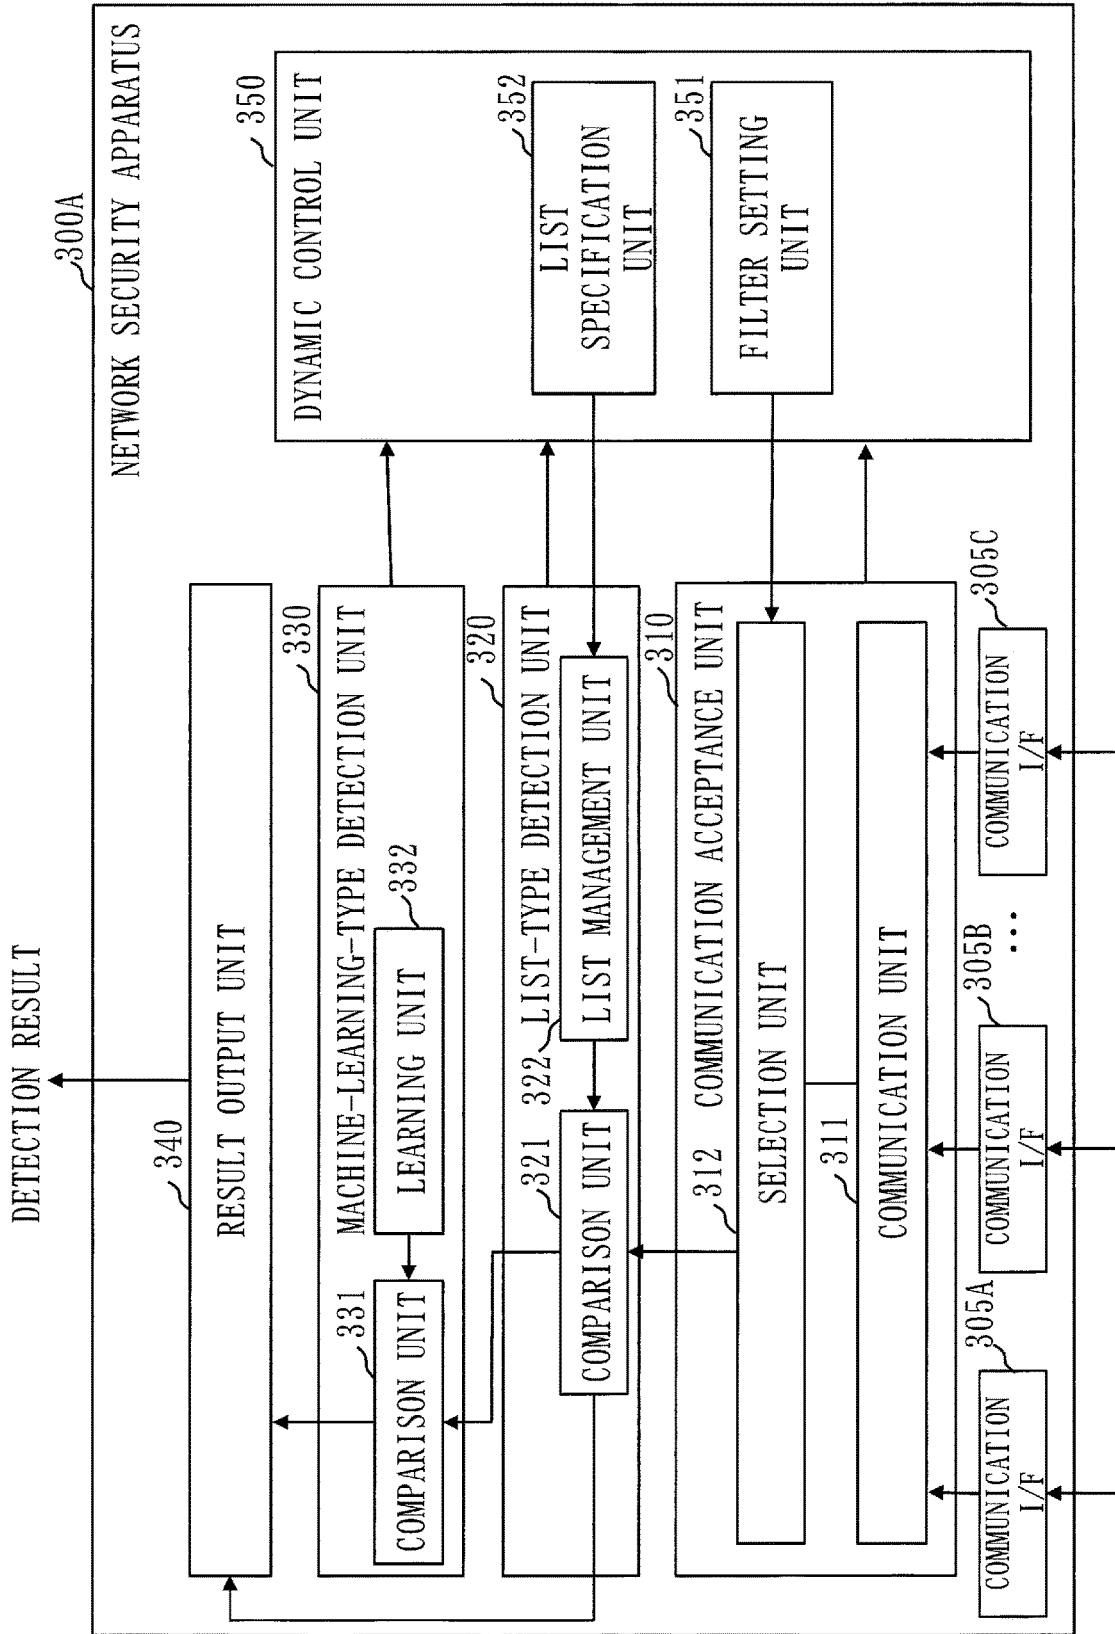 DETECTION RESULT
300A
NETWORK SECURITY APPARATUS
340
RESULT OUTPUT UNIT
330
MACHINE-LEARNING-TYPE DETECTION UNIT
331
COMPARISON UNIT
332
LEARNING UNIT
320
LIST-TYPE DETECTION UNIT
321
COMPARISON UNIT
322
LIST MANAGEMENT UNIT
310
COMMUNICATION ACCEPTANCE UNIT
312
SELECTION UNIT
311
COMMUNICATION UNIT
305A
COMMUNICATION
I/F
305B
COMMUNICATION
I/F
...
305C
COMMUNICATION
I/F
350
DYNAMIC CONTROL UNIT
352
LIST
SPECIFICATION
UNIT
351
FILTER SETTING
UNIT